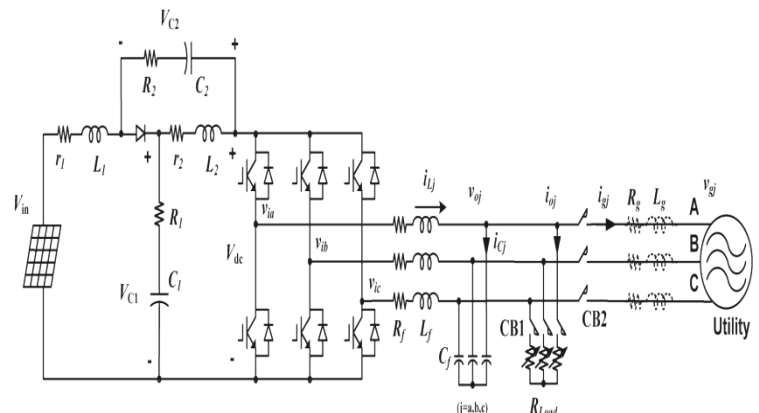 V_C2
- +
R_2 C_2
r_1 L_1 + r_2 L_2 +
V_in
R_1
V_C1 C_1
-
V_dc
-
v_ia
v_ib
v_ic
i_Lj v_oj i_oj i_gj R_g L_g v_gj
i_Cj
A
B
C
R_f L_f
C_f
CB1 CB2
Utility
(j=a,b,c)
R_Load